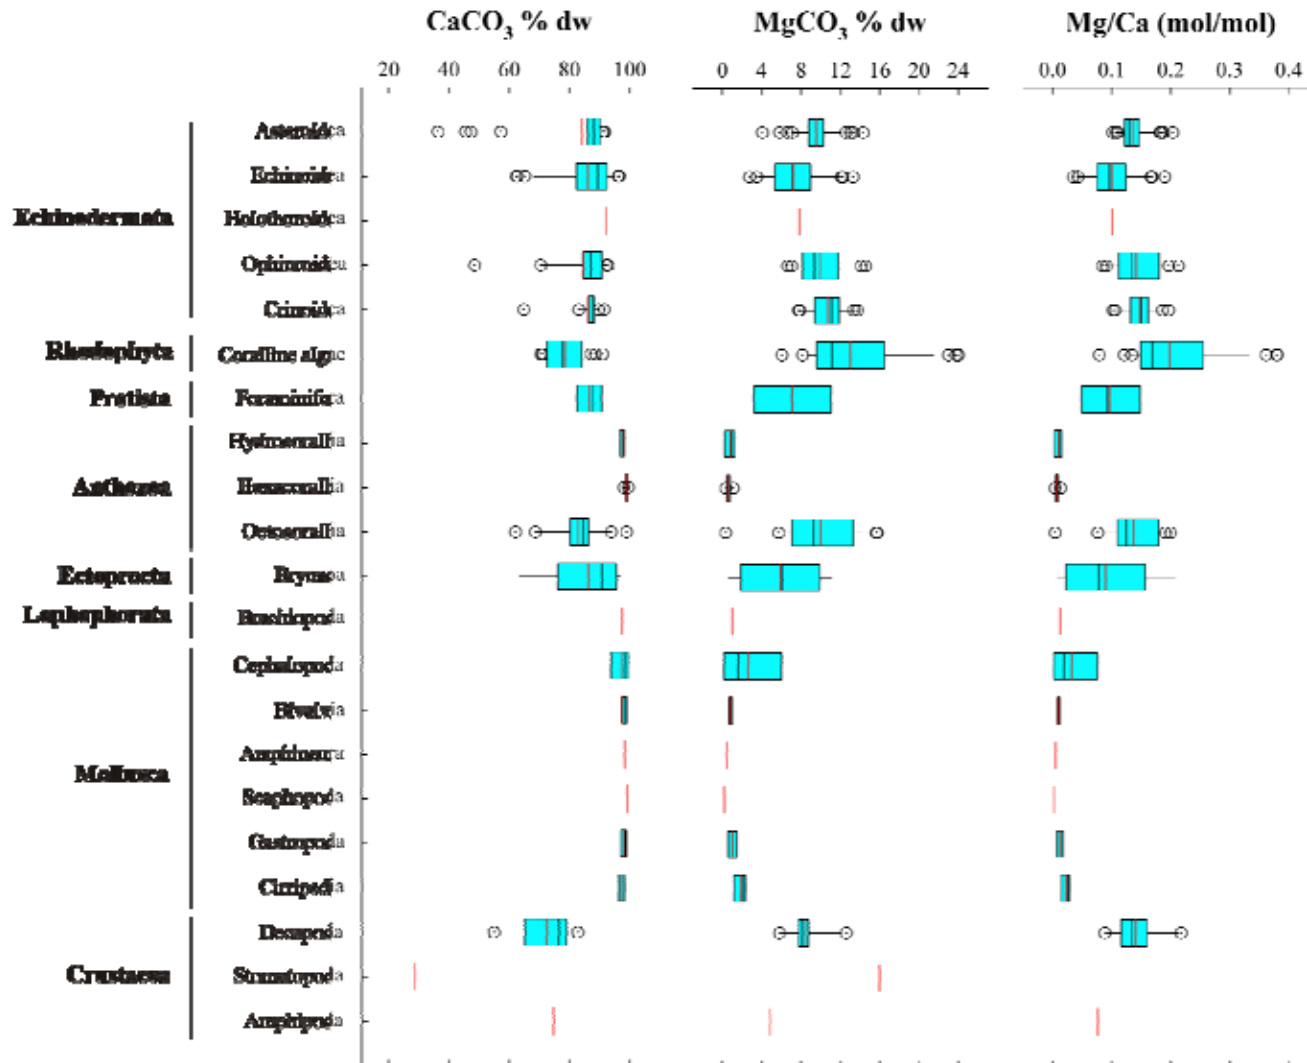 CaCO3 % dw MgCO3 % dw Mg/Ca (mol/mol)
20 40 60 80 100 0 4 8 12 16 20 24 0.0 0.1 0.2 0.3 0.4
Asteroidea
Echinoidea
Echinodermata Holothuroidea
Ophiuroidea
Crinoidea
Rhodophyta Coralline algae
Protista Foraminifera
Hydrocorallia
Anthozoa Hexacorallia
Octocorallia
Ectoprocta Bryozoa
Lophophorata Brachiopoda
Cephalopoda
Bivalvia
Amphineura
Mollusca
Scaphopoda
Gastropoda
Cirripedia
Decapoda
Crustacea Stomatopoda
Amphipoda